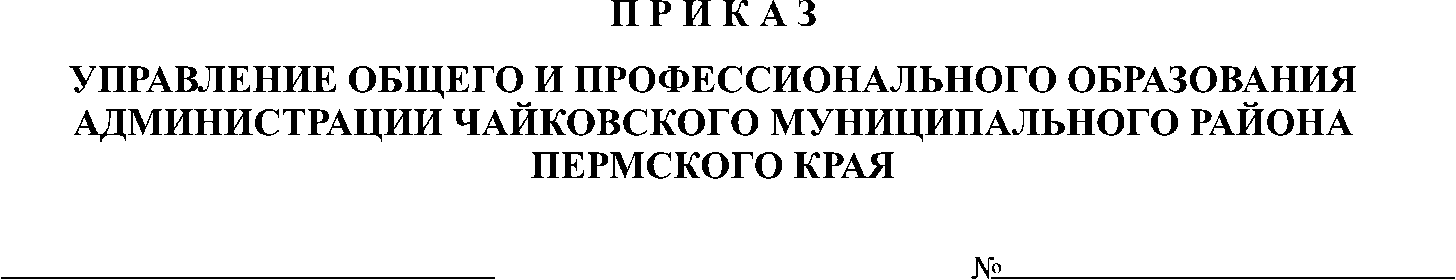 П Р И К А З
УПРАВЛЕНИЕ ОБЩЕГО И ПРОФЕССИОНАЛЬНОГО ОБРАЗОВАНИЯ
АДМИНИСТРАЦИИ ЧАЙКОВСКОГО МУНИЦИПАЛЬНОГО РАЙОНА
ПЕРМСКОГО КРАЯ
№